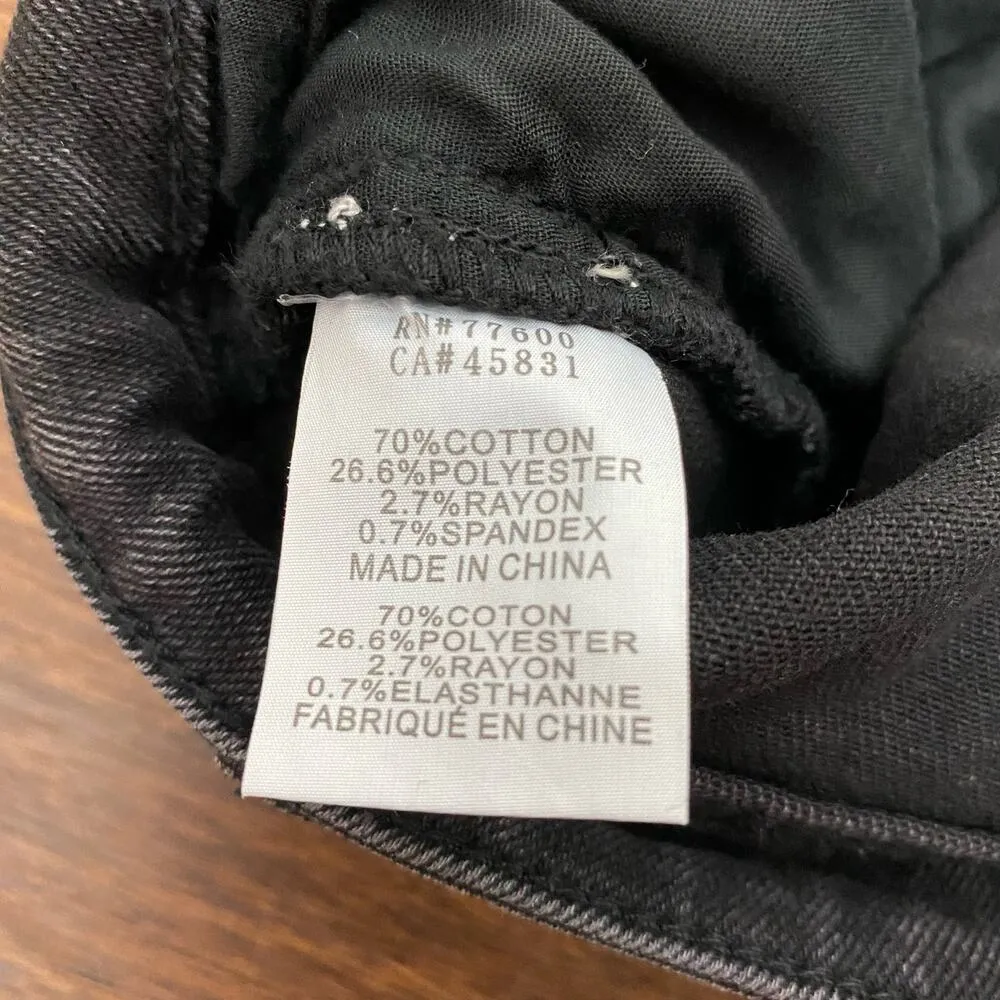 RN#77600
CA#45831
70%COTTON
26.6%POLYESTER
2.7%RAYON
0.7%SPANDEX
MADE IN CHINA
70%COTON
26.6%POLYESTER
2.7%RAYON
0.7%ELASTHANNE
FABRIQUÉ EN CHINE